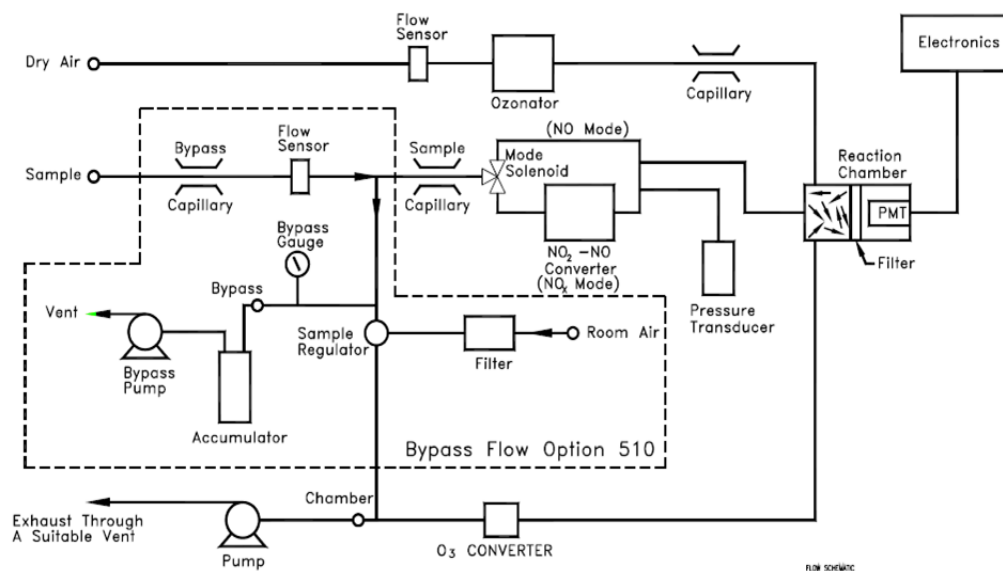 Flow
Sensor
Electronics
Dry Air
Ozonator
Capillary
(NO Mode)
Flow
Sensor
Bypass
Sample
Mode
Solenoid
Reaction
Chamber
Sample
Capillary
Capillary
PMT
Bypass
Gauge
NO₂ -NO
Converter
(NOₓ Mode)
Filter
Bypass
Vent
Pressure
Transducer
Sample
Regulator
Room Air
Filter
Bypass
Pump
Accumulator
Bypass Flow Option 510
Chamber
Exhaust Through
A Suitable Vent
Pump
O₃ CONVERTER
FLOW SCHEMATIC